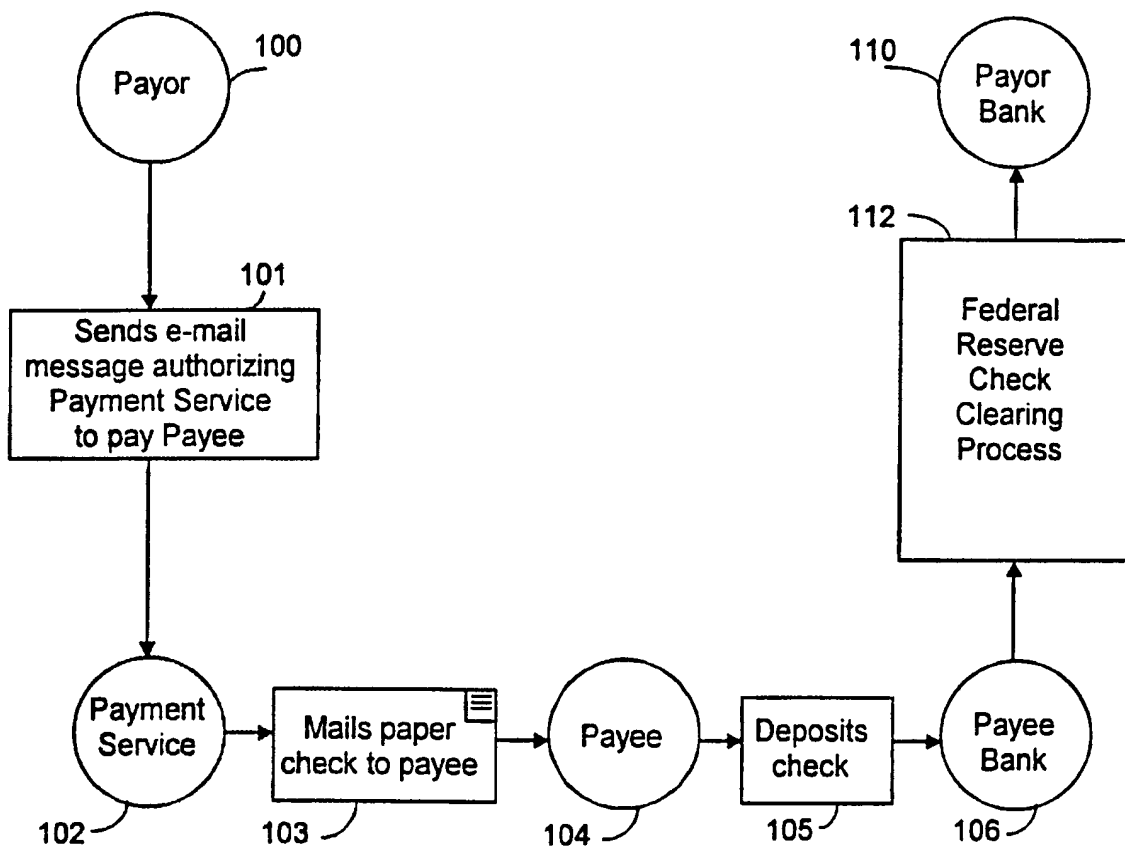 100
Payor
110
Payor
Bank
101
Sends e-mail
message authorizing
Payment Service
to pay Payee
112
Federal
Reserve
Check
Clearing
Process
Payment
Service
102
Mails paper
check to payee
103
Payee
104
Deposits
check
105
Payee
Bank
106